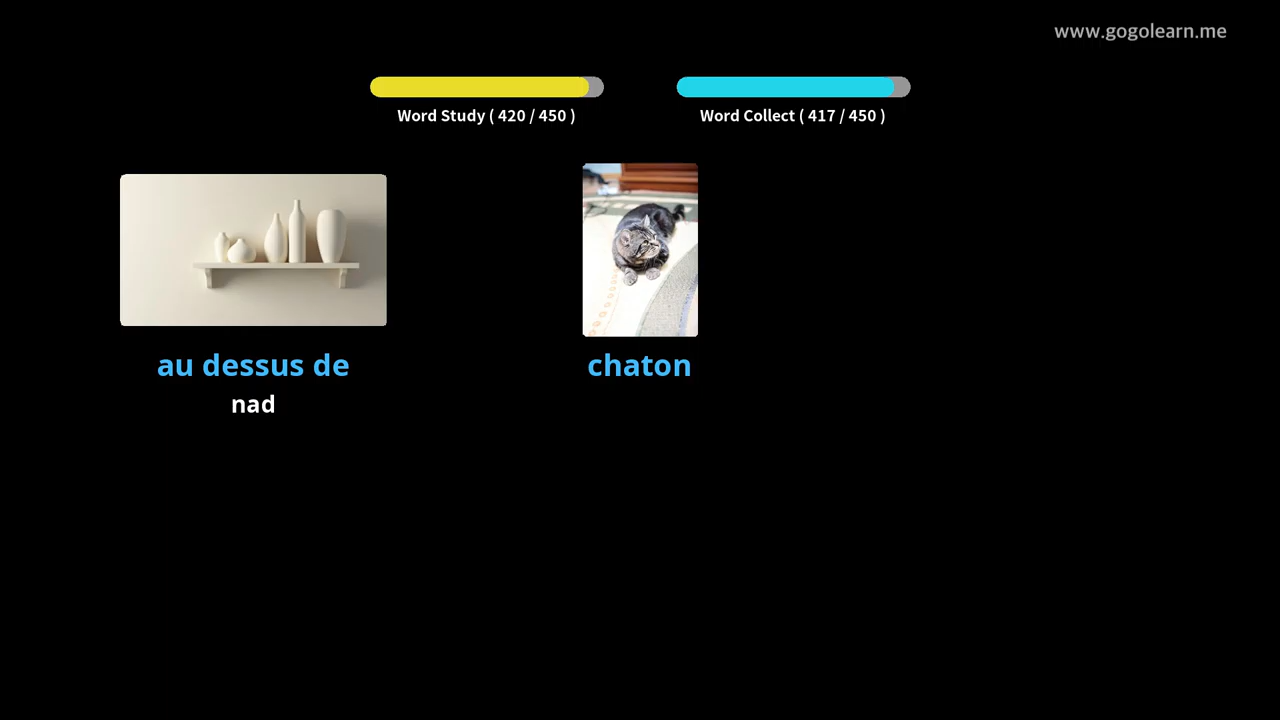 www.gogolearn.me
Word Study ( 420 / 450 )
Word Collect ( 417 / 450 )
au dessus de
nad
chaton